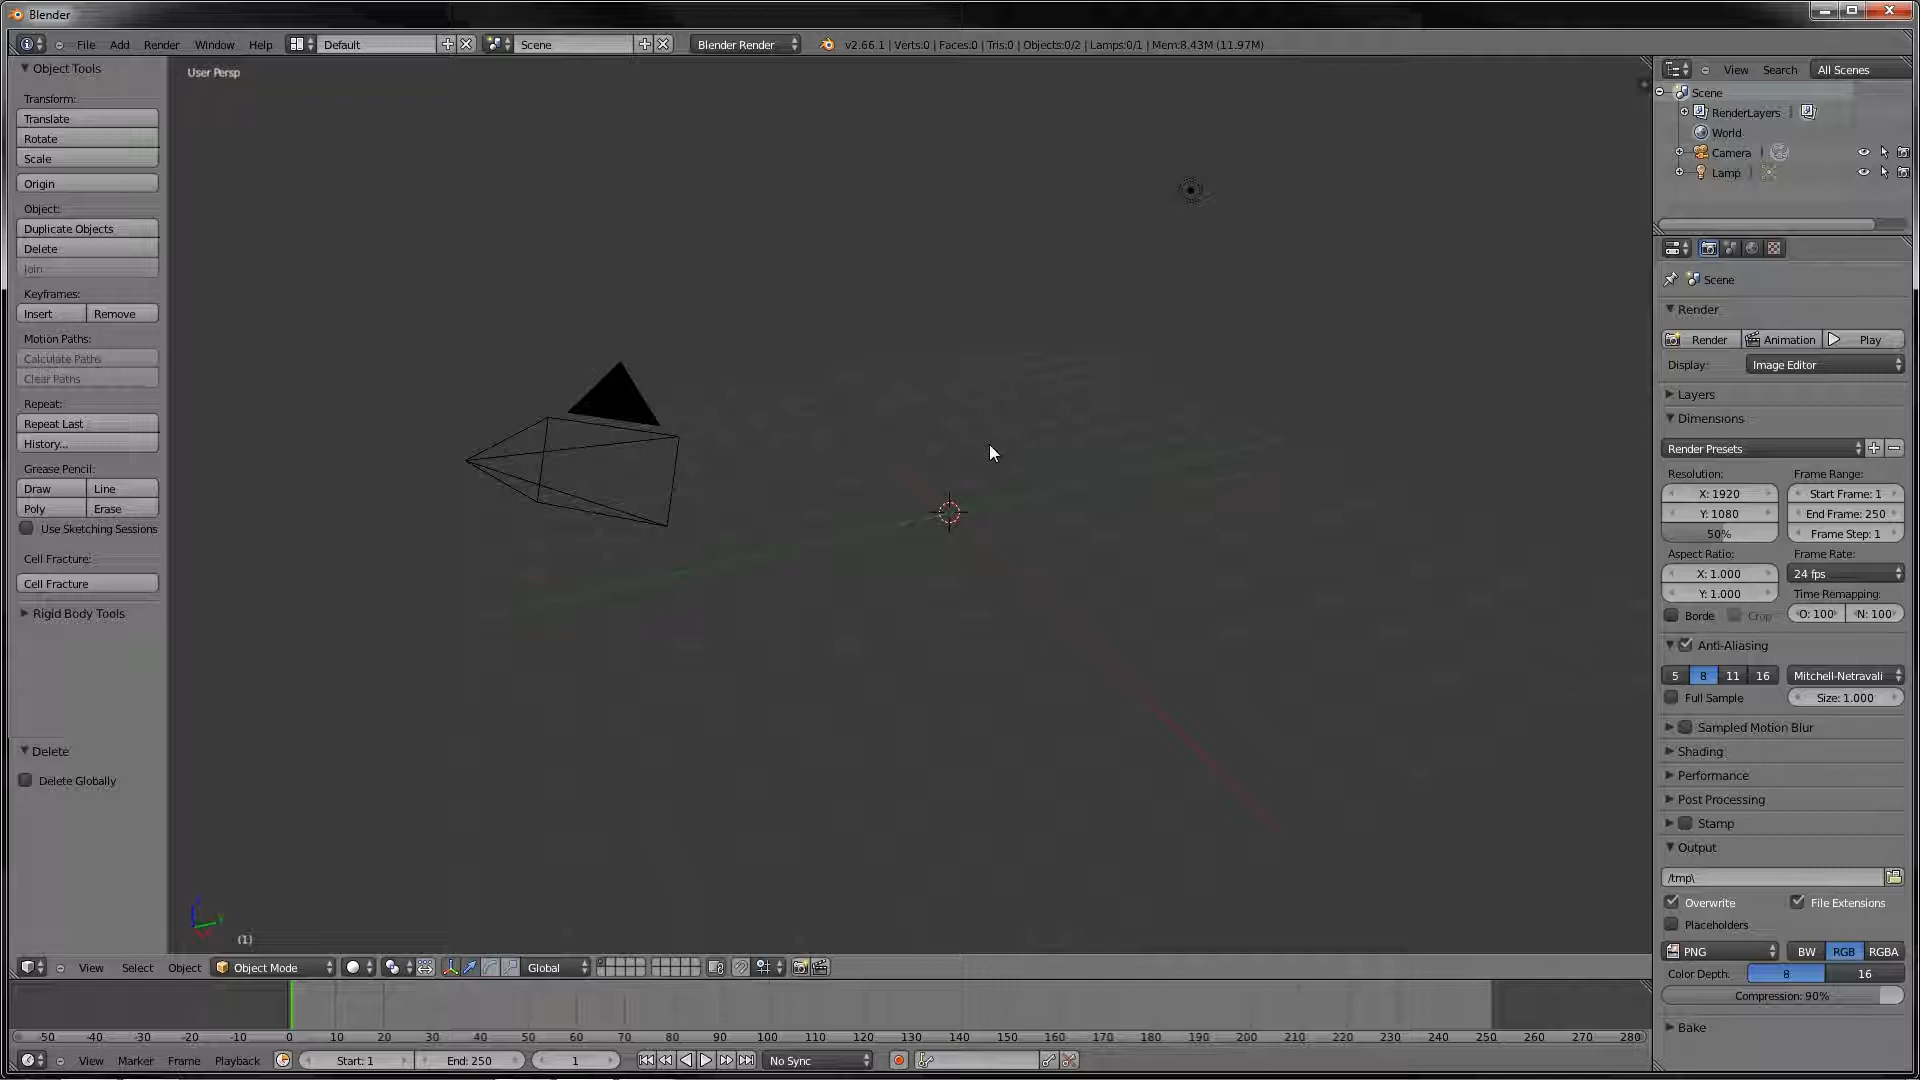 Blender
File Add Render Window Help Default Scene Blender Render v2.66.1 | Verts:0 | Faces:0 | Tris:0 | Objects:0/2 | Lamps:0/1 | Mem:8.43M (11.97M)
Object Tools
Transform:
Translate
Rotate
Scale
Origin
Object:
Duplicate Objects
Delete
Join
Keyframes:
Insert Remove
Motion Paths:
Calculate Paths
Clear Paths
Repeat:
Repeat Last
History...
Grease Pencil:
Draw Line
Poly Erase
Use Sketching Sessions
Cell Fracture:
Cell Fracture
Rigid Body Tools
Delete
Delete Globally
User Persp
(1)
View Select Object Object Mode Global
-50 -40 -30 -20 -10 0 10 20 30 40 50 60 70 80 90 100 110 120 130 140 150 160 170 180 190 200 210 220 230 240 250 260 270 280
View Marker Frame Playback Start: 1 End: 250 1 No Sync
View Search All Scenes
Scene
RenderLayers |
World
Camera |
Lamp |
Scene
Render
Render Animation Play
Display: Image Editor
Layers
Dimensions
Render Presets
Resolution: Frame Range:
X: 1920 Start Frame: 1
Y: 1080 End Frame: 250
50% Frame Step: 1
Aspect Ratio: Frame Rate:
X: 1.000 24 fps
Y: 1.000 Time Remapping:
Borde Crop O: 100 N: 100
Anti-Aliasing
5 8 11 16 Mitchell-Netravali
Full Sample Size: 1.000
Sampled Motion Blur
Shading
Performance
Post Processing
Stamp
Output
/tmp\
Overwrite File Extensions
Placeholders
PNG BW RGB RGBA
Color Depth: 8 16
Compression: 90%
Bake